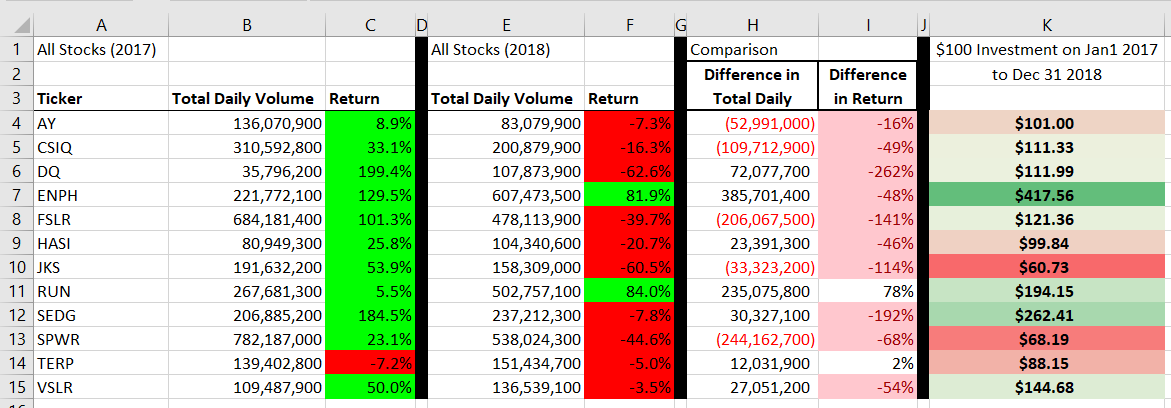 A B C D E F G H I J K
1 All Stocks (2017) All Stocks (2018) Comparison $100 Investment on Jan1 2017
2 Difference in Difference to Dec 31 2018
3 Ticker Total Daily Volume Return Total Daily Volume Return Total Daily in Return
4 AY 136,070,900 8.9% 83,079,900 -7.3% (52,991,000) -16% $101.00
5 CSIQ 310,592,800 33.1% 200,879,900 -16.3% (109,712,900) -49% $111.33
6 DQ 35,796,200 199.4% 107,873,900 -62.6% 72,077,700 -262% $111.99
7 ENPH 221,772,100 129.5% 607,473,500 81.9% 385,701,400 -48% $417.56
8 FSLR 684,181,400 101.3% 478,113,900 -39.7% (206,067,500) -141% $121.36
9 HASI 80,949,300 25.8% 104,340,600 -20.7% 23,391,300 -46% $99.84
10 JKS 191,632,200 53.9% 158,309,000 -60.5% (33,323,200) -114% $60.73
11 RUN 267,681,300 5.5% 502,757,100 84.0% 235,075,800 78% $194.15
12 SEDG 206,885,200 184.5% 237,212,300 -7.8% 30,327,100 -192% $262.41
13 SPWR 782,187,000 23.1% 538,024,300 -44.6% (244,162,700) -68% $68.19
14 TERP 139,402,800 -7.2% 151,434,700 -5.0% 12,031,900 2% $88.15
15 VSLR 109,487,900 50.0% 136,539,100 -3.5% 27,051,200 -54% $144.68